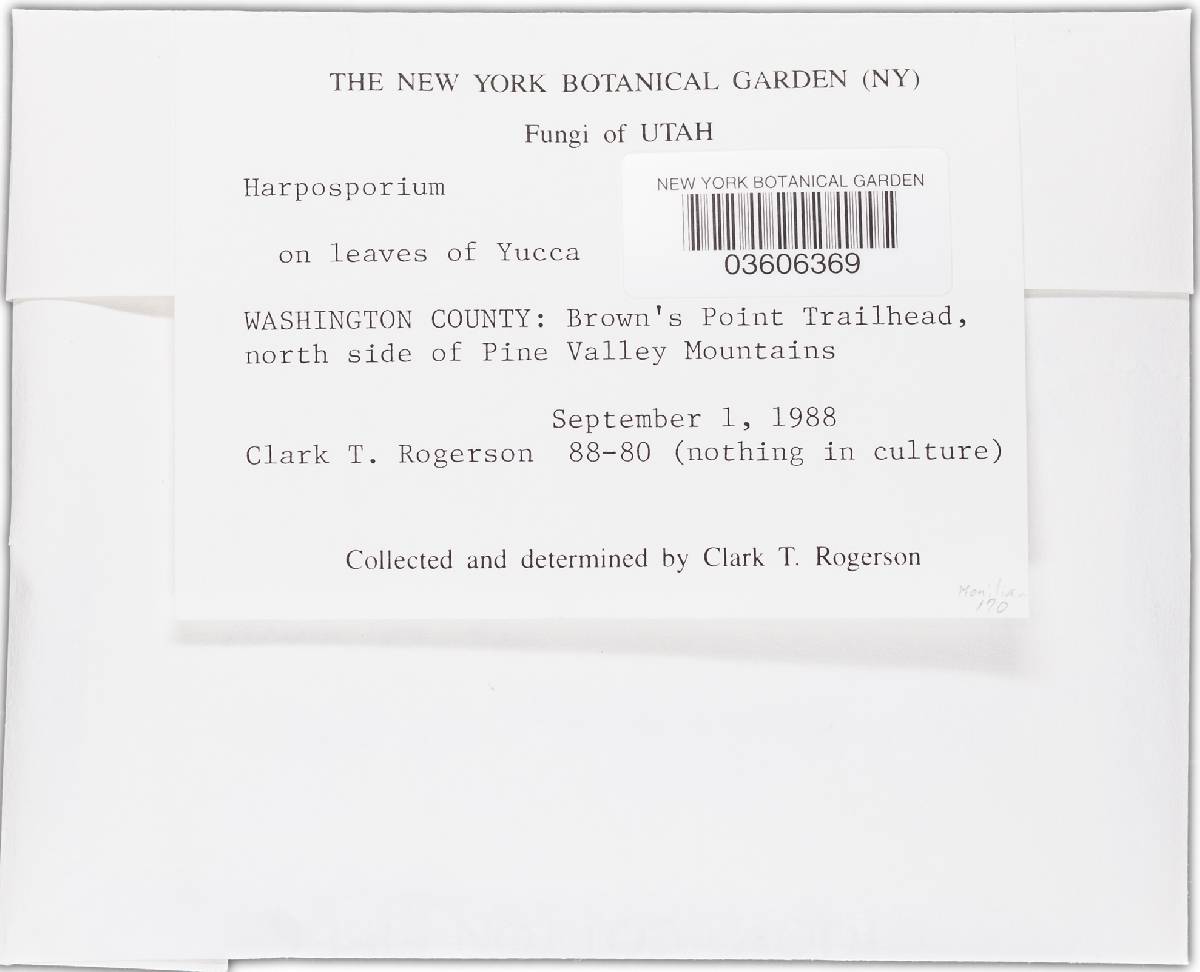 THE NEW YORK BOTANICAL GARDEN (NY)
Fungi of UTAH
Harposporium
NEW YORK BOTANICAL GARDEN
03606369
on leaves of Yucca
WASHINGTON COUNTY: Brown's Point Trailhead,
north side of Pine Valley Mountains
September 1, 1988
Clark T. Rogerson 88-80 (nothing in culture)
Collected and determined by Clark T. Rogerson
170